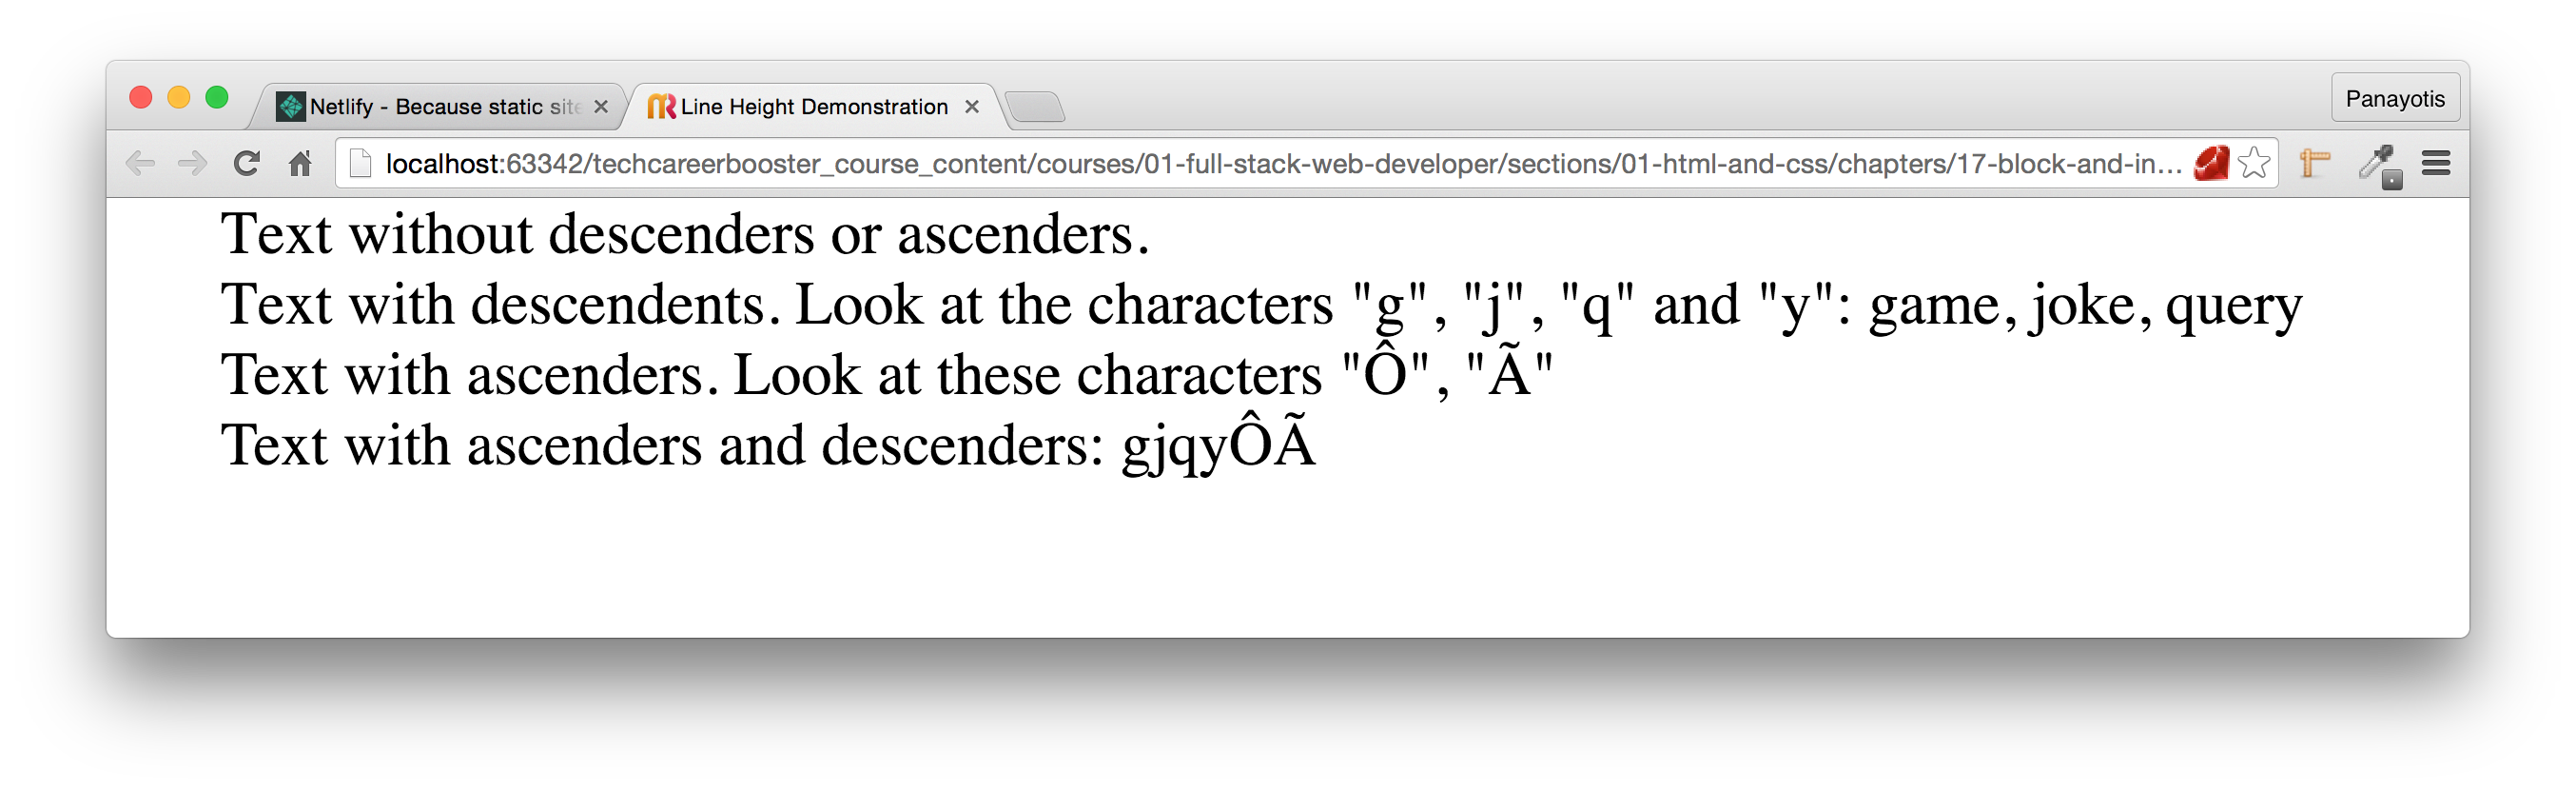 Netlify - Because static site
Line Height Demonstration
Panayotis
localhost:63342/techcareerbooster_course_content/courses/01-full-stack-web-developer/sections/01-html-and-css/chapters/17-block-and-in...
Text without descenders or ascenders.
Text with descendents. Look at the characters "g", "j", "q" and "y": game, joke, query
Text with ascenders. Look at these characters "Ô", "Ã"
Text with ascenders and descenders: gjqyÔÃ